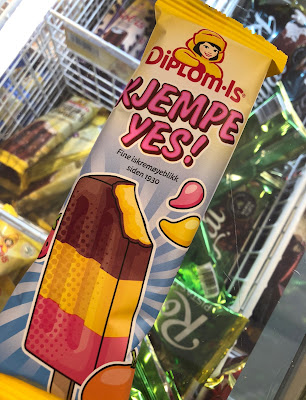 DiPLOM-Is
KJEMPE
YES!
Fine iskremøyeblikk
siden 1930